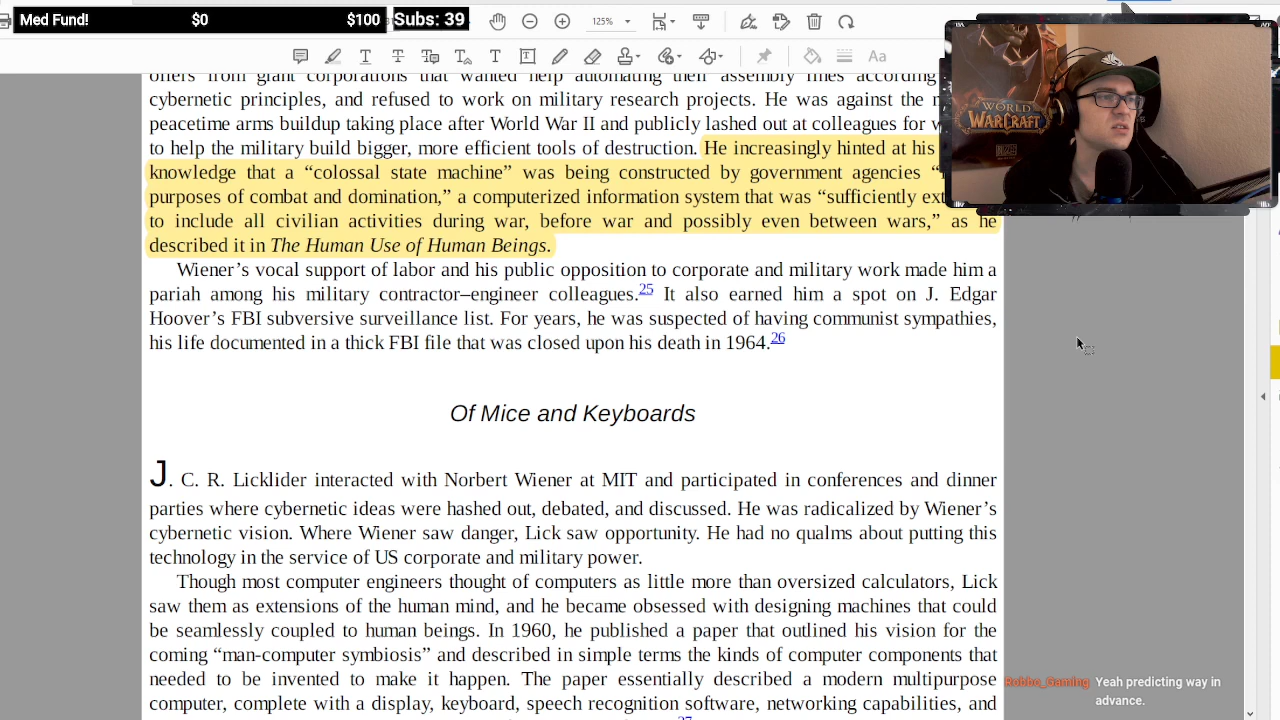 Med Fund! $0 $100 Subs: 39
125%
Aa
offers from giant corporations that wanted help automating their assembly lines according
cybernetic principles, and refused to work on military research projects. He was against the
peacetime arms buildup taking place after World War II and publicly lashed out at colleagues for
to help the military build bigger, more efficient tools of destruction. He increasingly hinted at his
knowledge that a “colossal state machine” was being constructed by government agencies
purposes of combat and domination,” a computerized information system that was “sufficiently
to include all civilian activities during war, before war and possibly even between wars,” as he
described it in The Human Use of Human Beings.
Wiener’s vocal support of labor and his public opposition to corporate and military work made him a
pariah among his military contractor–engineer colleagues.25 It also earned him a spot on J. Edgar
Hoover’s FBI subversive surveillance list. For years, he was suspected of having communist sympathies,
his life documented in a thick FBI file that was closed upon his death in 1964.26
Of Mice and Keyboards
J. C. R. Licklider interacted with Norbert Wiener at MIT and participated in conferences and dinner
parties where cybernetic ideas were hashed out, debated, and discussed. He was radicalized by Wiener’s
cybernetic vision. Where Wiener saw danger, Lick saw opportunity. He had no qualms about putting this
technology in the service of US corporate and military power.
Though most computer engineers thought of computers as little more than oversized calculators, Lick
saw them as extensions of the human mind, and he became obsessed with designing machines that could
be seamlessly coupled to human beings. In 1960, he published a paper that outlined his vision for the
coming “man-computer symbiosis” and described in simple terms the kinds of computer components that
needed to be invented to make it happen. The paper essentially described a modern multipurpose
computer, complete with a display, keyboard, speech recognition software, networking capabilities, and
27
WORLD
WARCRAFT
Robbo_Gaming Yeah predicting way in
advance.